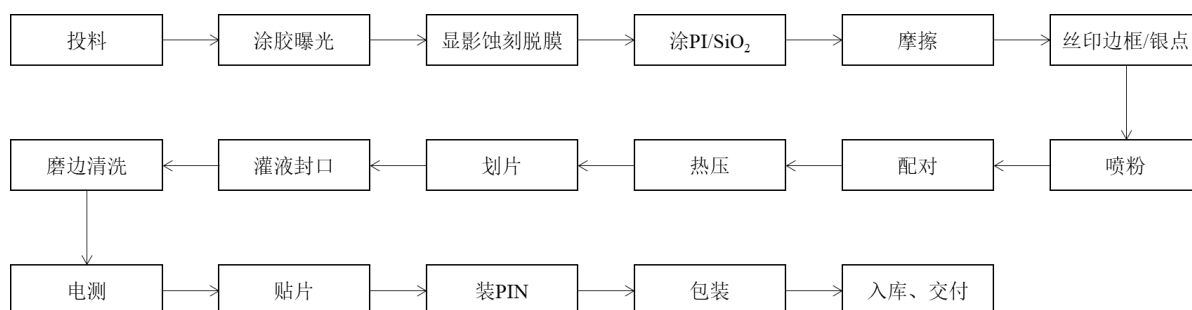 投料
涂胶曝光
显影蚀刻脱膜
涂PI/SiO₂
摩擦
丝印边框/银点
喷粉
配对
热压
划片
灌液封口
磨边清洗
电测
贴片
装PIN
包装
入库、交付